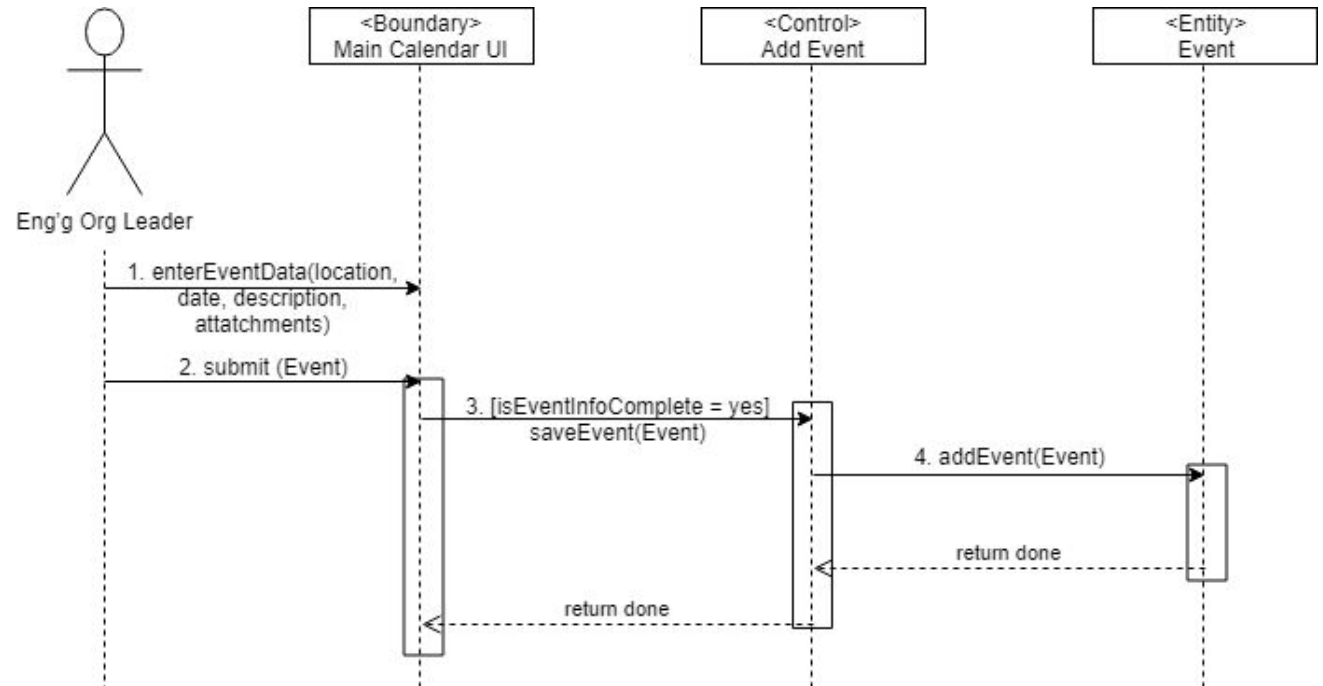 <Boundary>
Main Calendar UI
<Control>
Add Event
<Entity>
Event
Eng'g Org Leader
1. enterEventData(location,
date, description,
attatchments)
2. submit (Event)
3. [isEventInfoComplete = yes]
saveEvent(Event)
4. addEvent(Event)
return done
return done